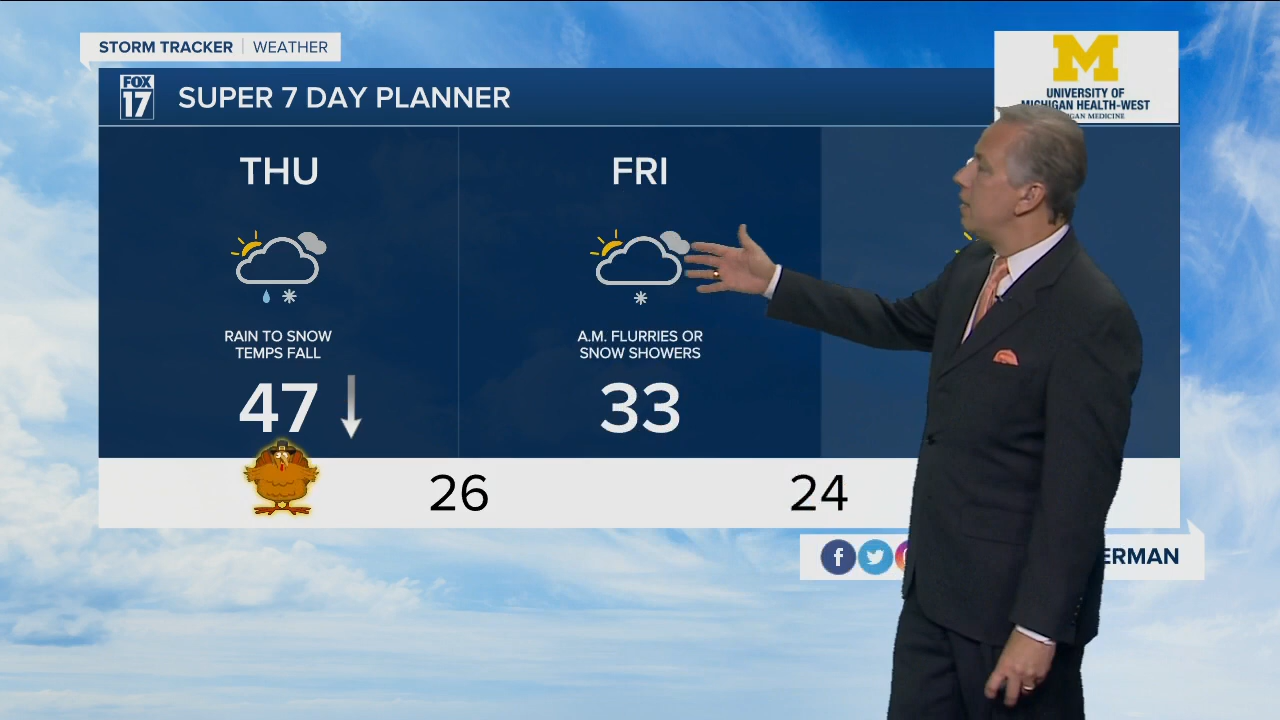 STORM TRACKER | WEATHER
FOX
17
SUPER 7 DAY PLANNER
M
UNIVERSITY OF
MICHIGAN HEALTH-WEST
MEDICINE
THU
FRI
RAIN TO SNOW
TEMPS FALL
A.M. FLURRIES OR
SNOW SHOWERS
47
33
26
24
f
ERMAN